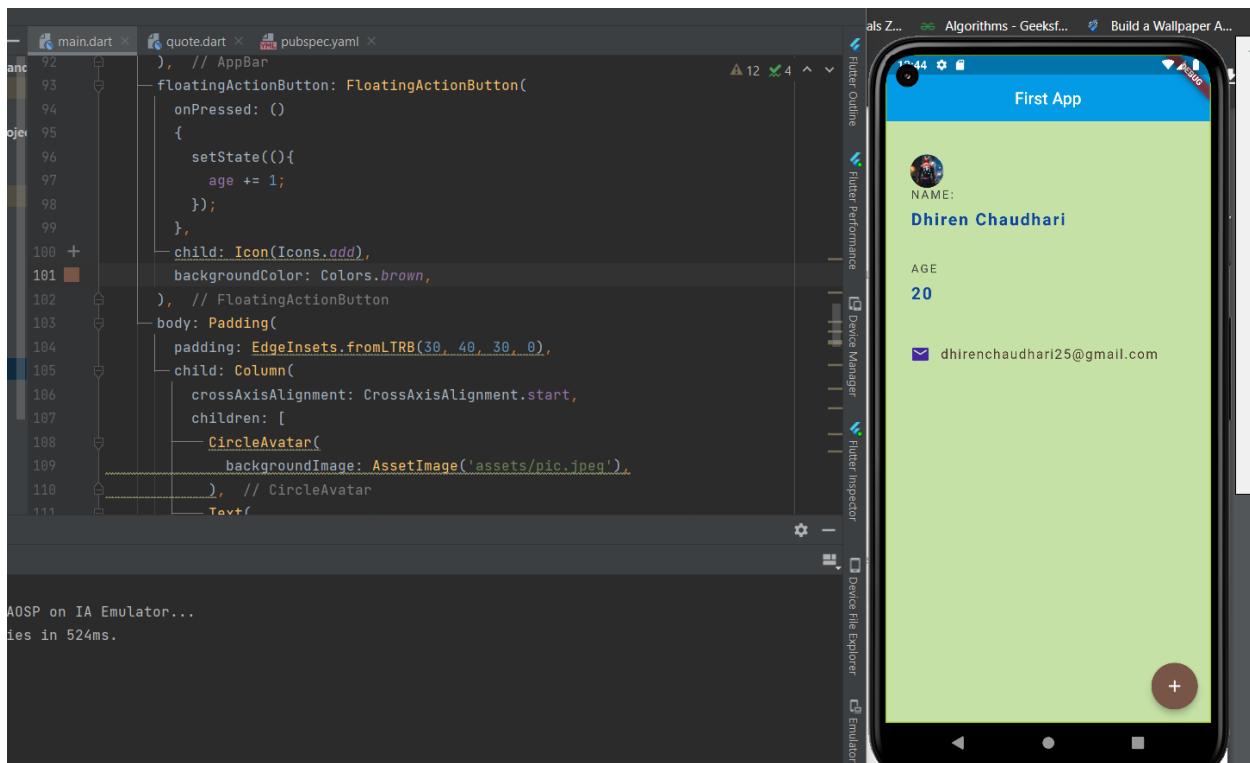 main.dart
quote.dart
pubspec.yaml
92 ), // AppBar
93 floatingActionButton: FloatingActionButton(
94 onPressed: ()
95 {
96 setState((){
97 age += 1;
98 });
99 },
100 child: Icon(Icons.add),
101 backgroundColor: Colors.brown,
102 ), // FloatingActionButton
103 body: Padding(
104 padding: EdgeInsets.fromLTRB(30, 40, 30, 0),
105 child: Column(
106 crossAxisAlignment: CrossAxisAlignment.start,
107 children: [
108 CircleAvatar(
109 backgroundImage: AssetImage('assets/pic.jpeg'),
110 ), // CircleAvatar
111 Text(
12 4
AOSP on IA Emulator...
ies in 524ms.
Flutter Outline
Flutter Performance
Device Manager
Flutter Inspector
Device File Explorer
Emulator
als Z...
Algorithms - Geeksf...
Build a Wallpaper A...
DEBUG
First App
NAME:
Dhiren Chaudhari
AGE
20
dhirenchaudhari25@gmail.com